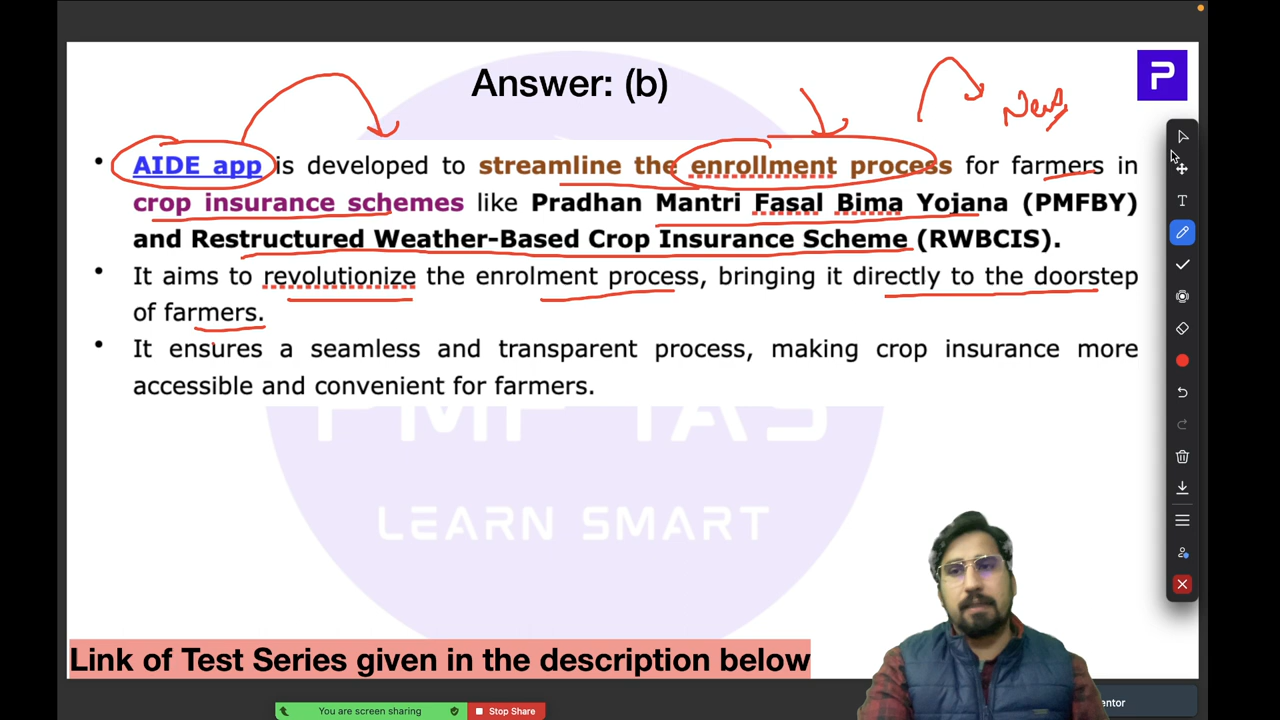 Answer: (b)
P
News
• AIDE app is developed to streamline the enrollment process for farmers in
crop insurance schemes like Pradhan Mantri Fasal Bima Yojana (PMFBY)
and Restructured Weather-Based Crop Insurance Scheme (RWBCIS).
• It aims to revolutionize the enrolment process, bringing it directly to the doorstep
of farmers.
• It ensures a seamless and transparent process, making crop insurance more
accessible and convenient for farmers.
PMF IAS
LEARN SMART
Link of Test Series given in the description below
You are screen sharing
Stop Share
entor
T